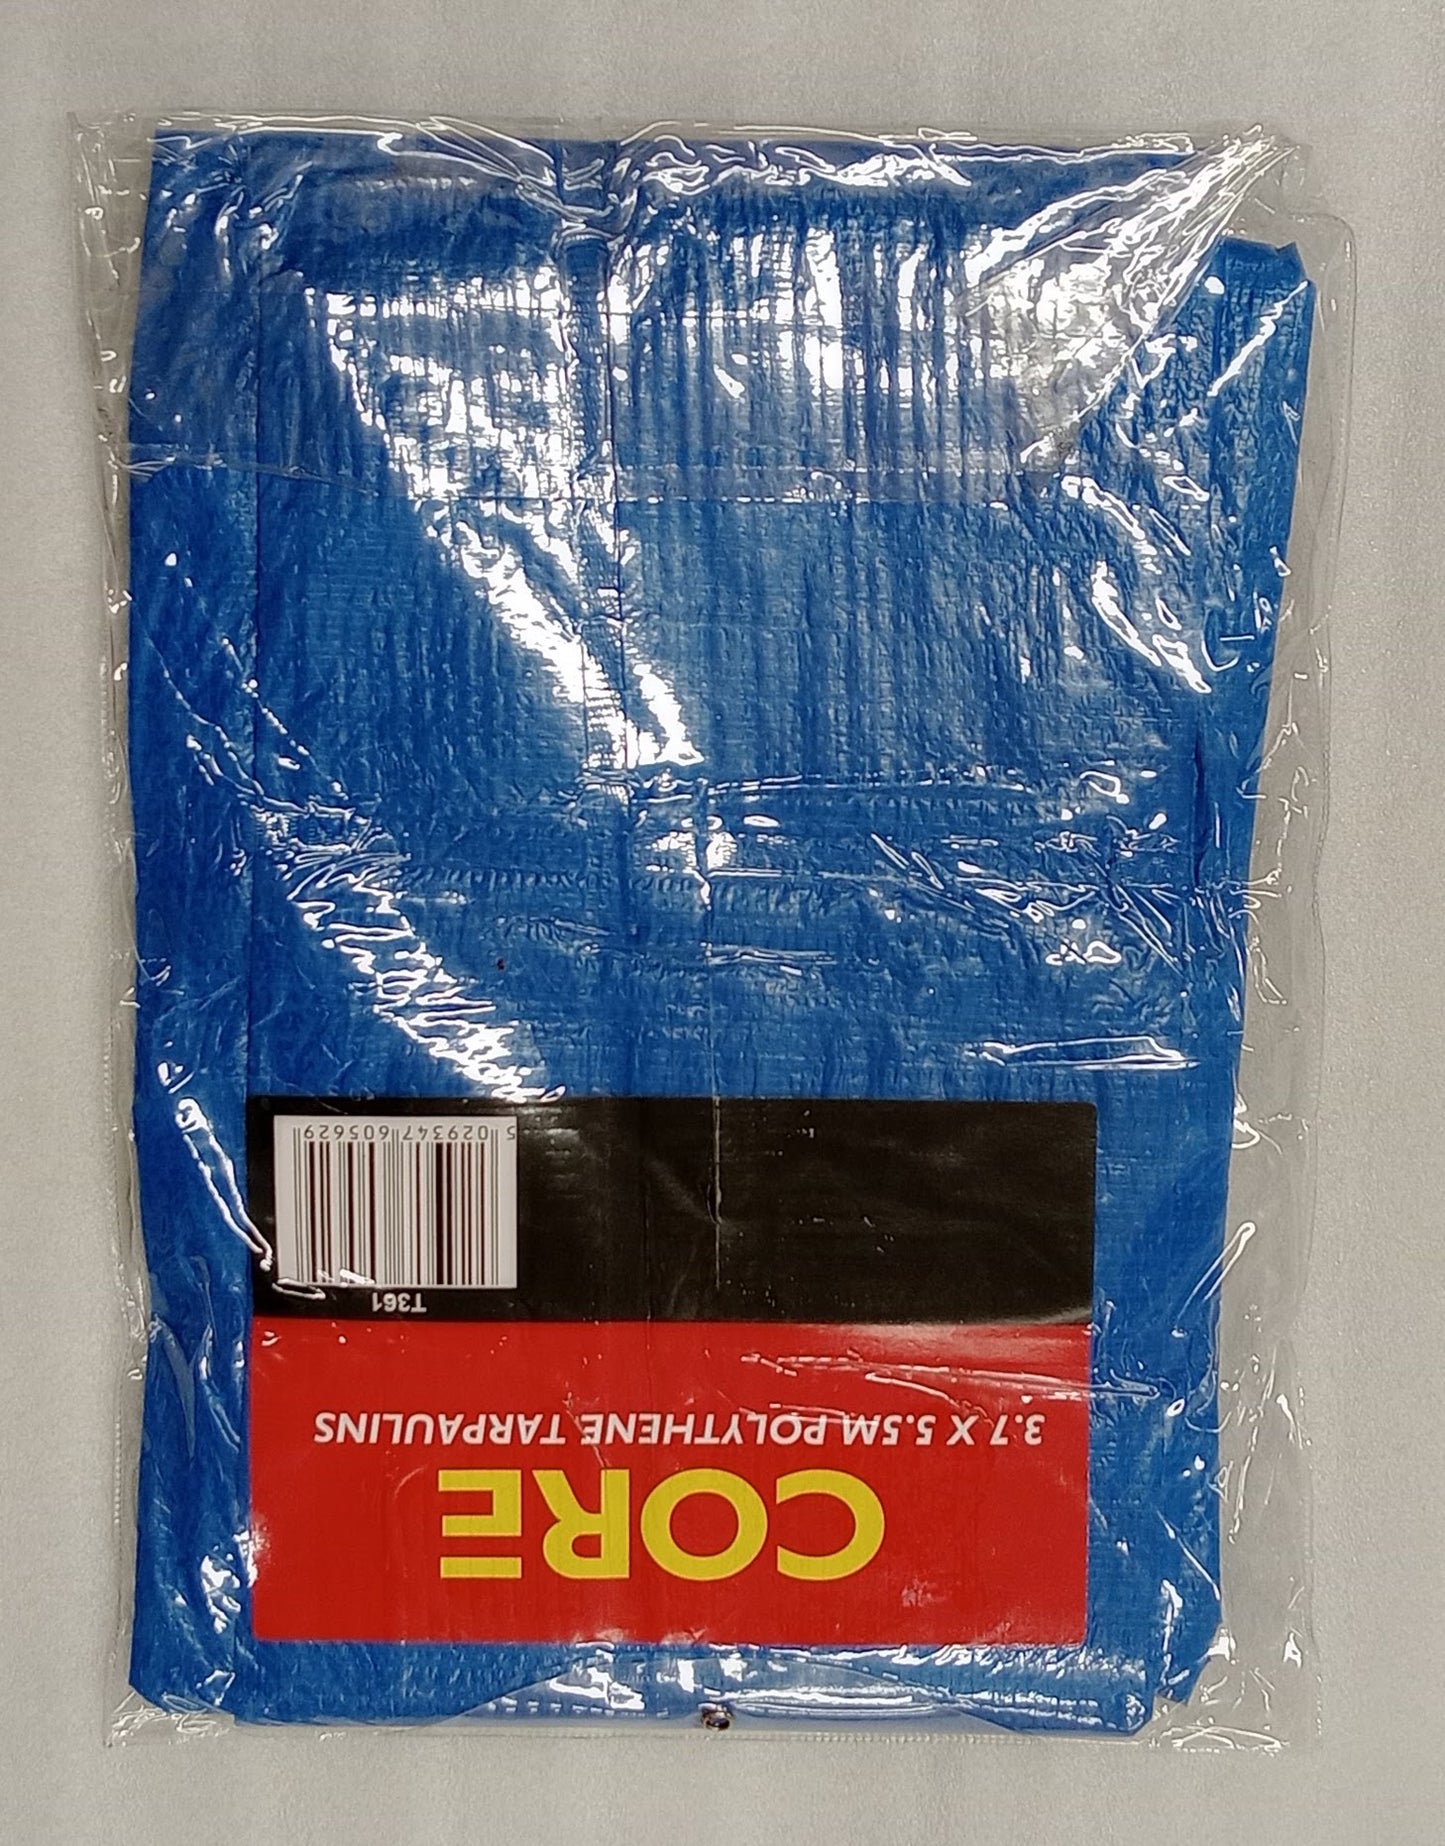 CORE
3.7 X 5.5M POLYTHENE TARPAULINS
T361
5 029347 605629